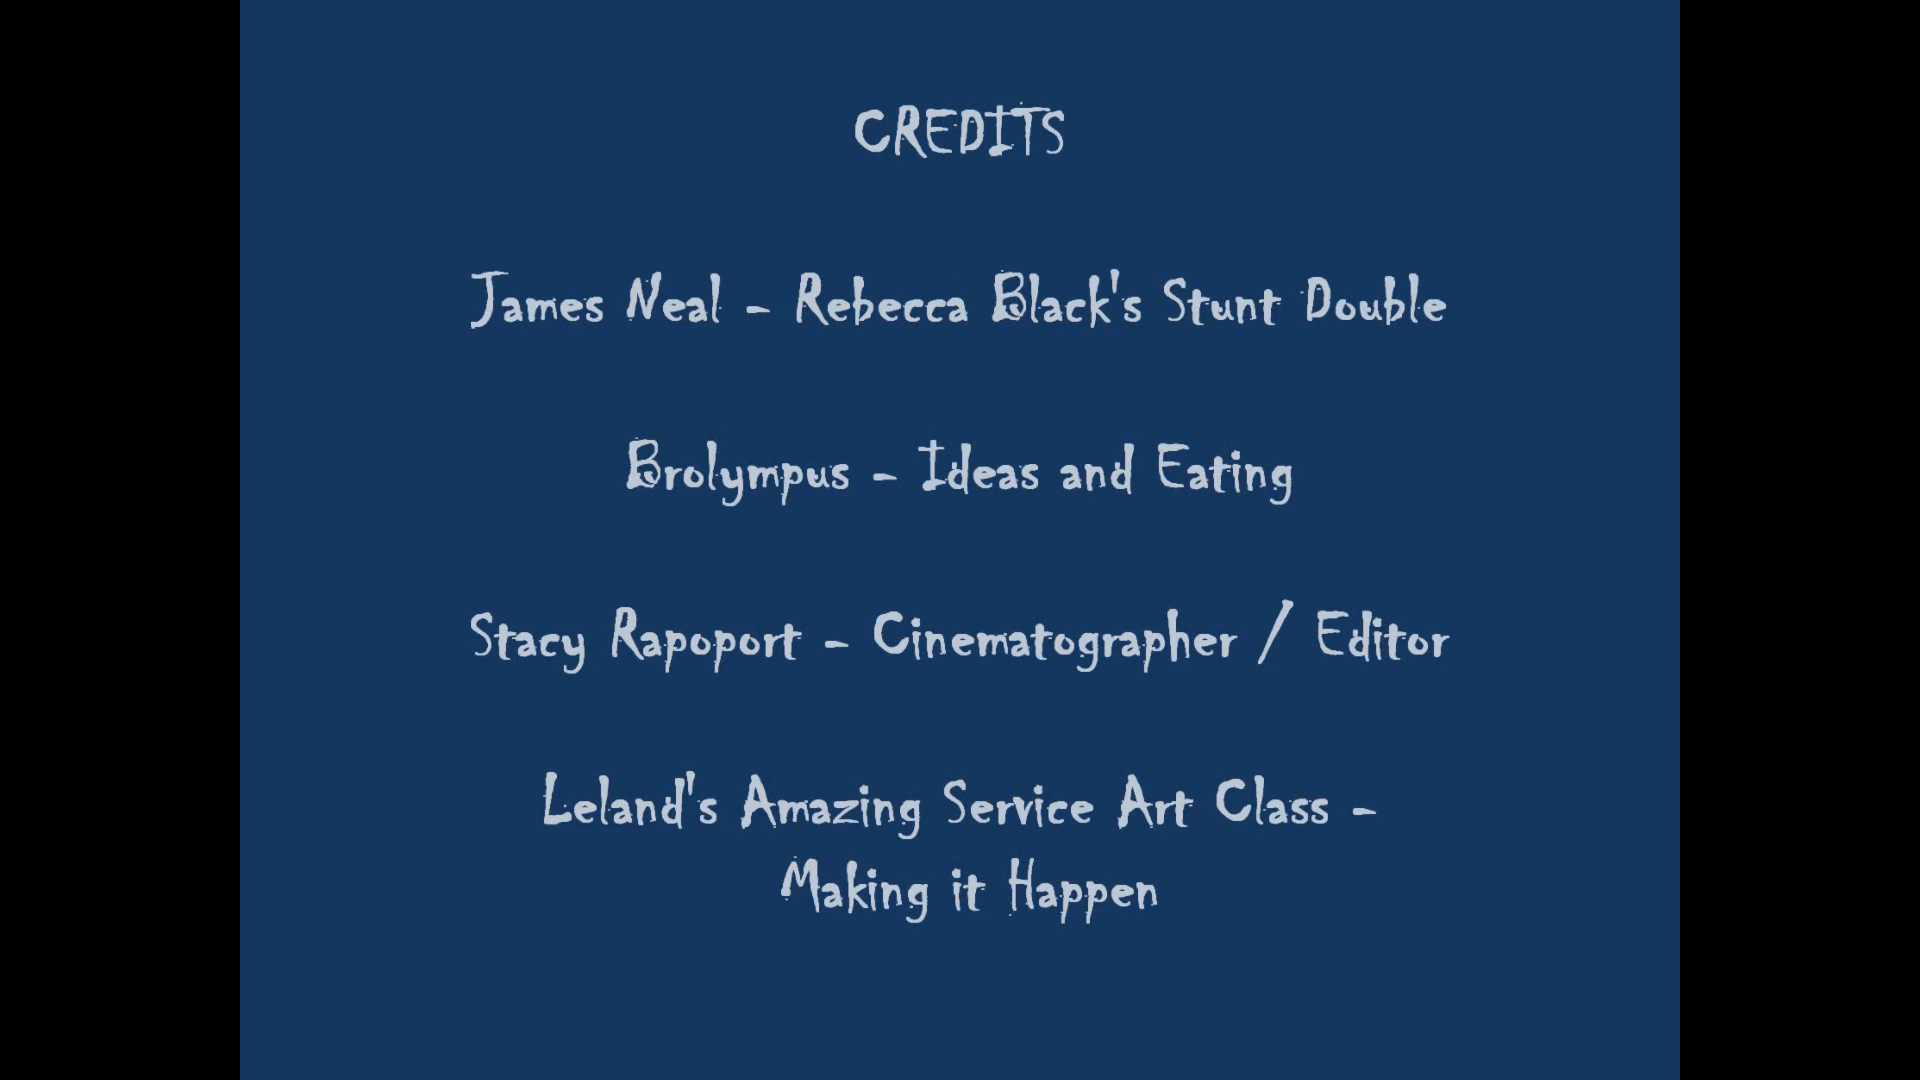 CREDITS
James Neal - Rebecca Black's Stunt Double
Brolympus - Ideas and Eating
Stacy Rapoport - Cinematographer / Editor
Leland's Amazing Service Art Class -
Making it Happen